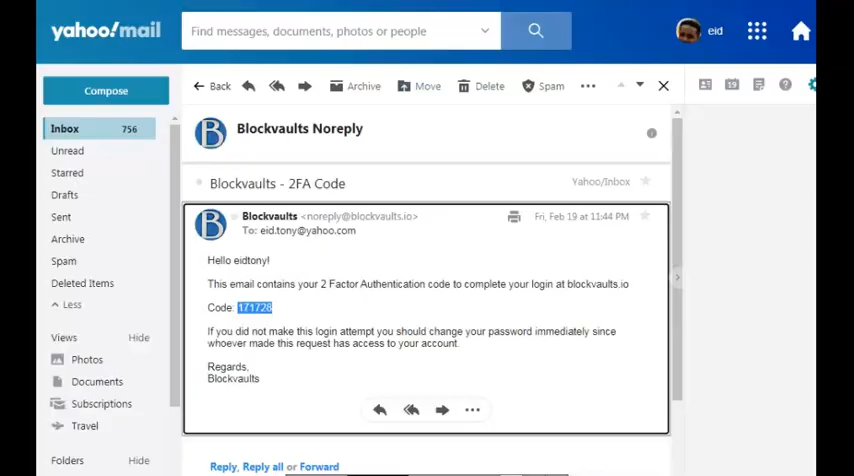 yahoo!mail
Find messages, documents, photos or people
eid
Compose
Back
Archive
Move
Delete
Spam
19
Inbox 756
Unread
Starred
Drafts
Sent
Archive
Spam
Deleted Items
Less
Views Hide
Photos
Documents
Subscriptions
Travel
Folders Hide
B
Blockvaults Noreply
Blockvaults - 2FA Code
Yahoo/Inbox
B
Blockvaults <noreply@blockvaults.io>
Fri, Feb 19 at 11:44 PM
To: eid.tony@yahoo.com
Hello eidtony!
This email contains your 2 Factor Authentication code to complete your login at blockvaults.io
Code: 171728
If you did not make this login attempt you should change your password immediately since
whoever made this request has access to your account.
Regards,
Blockvaults
Reply, Reply all or Forward